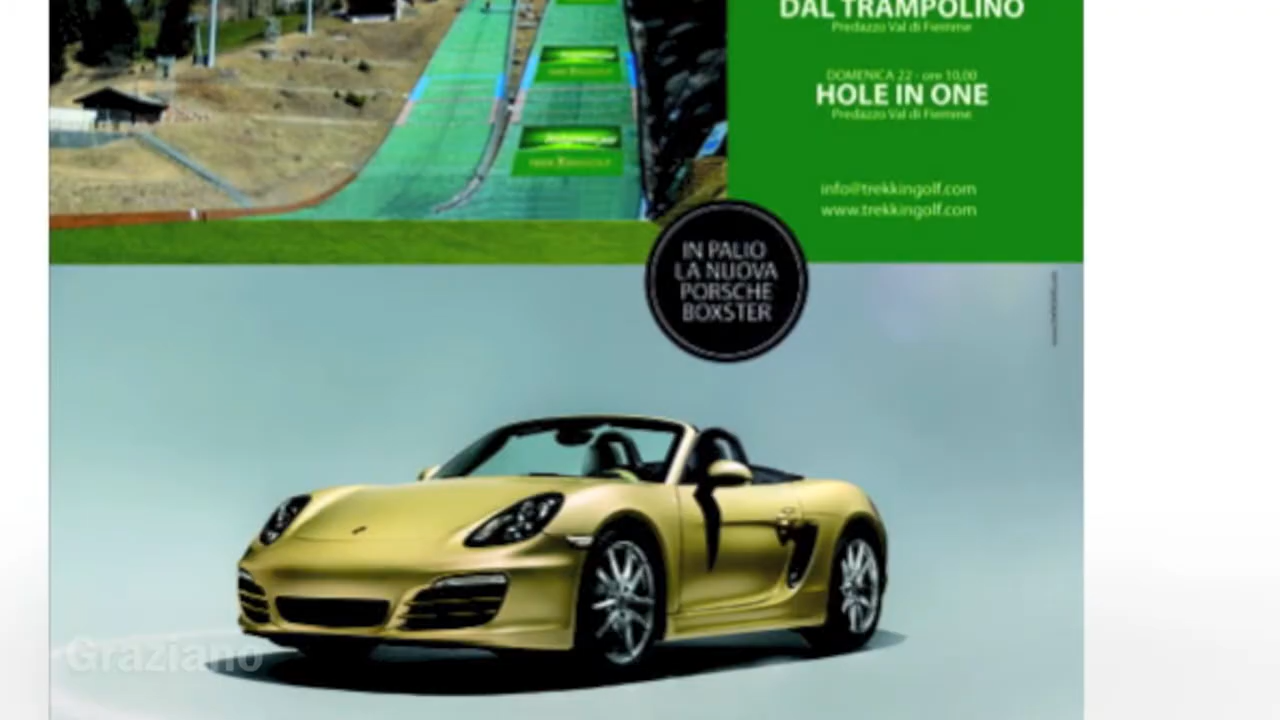 DAL TRAMPOLINO
Predazzo Val di Fiemme
DOMENICA 22 - ore 10,00
HOLE IN ONE
Predazzo Val di Fiemme
info@trekkingolf.com
www.trekkingolf.com
IN PALIO
LA NUOVA
PORSCHE
BOXSTER
Graziano